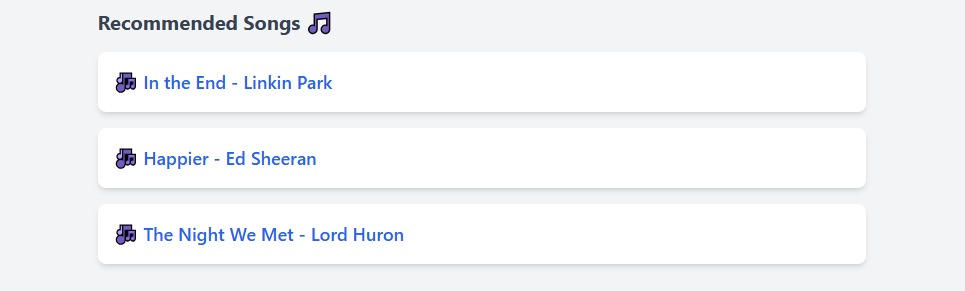 Recommended Songs 🎵
🎶 In the End - Linkin Park
🎶 Happier - Ed Sheeran
🎶 The Night We Met - Lord Huron